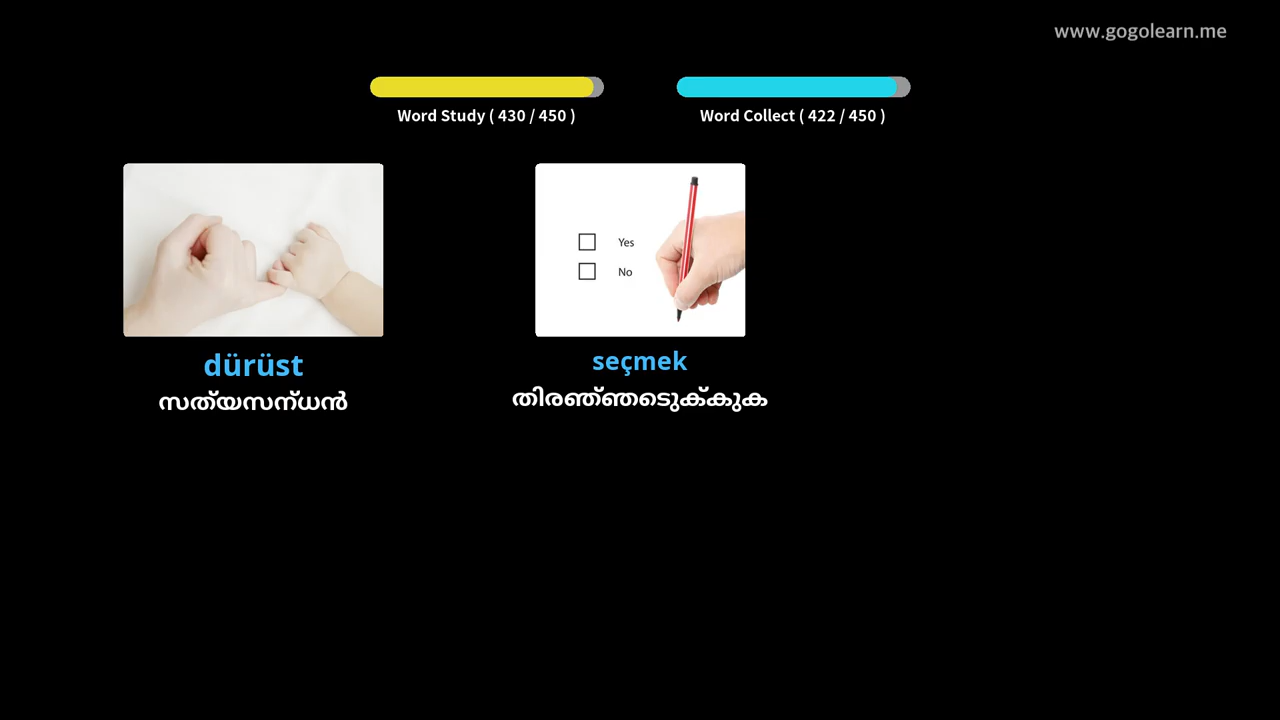 www.gogolearn.me
Word Study ( 430 / 450 )
Word Collect ( 422 / 450 )
Yes
No
dürüst
സത്യസന്ധൻ
seçmek
തിരഞ്ഞടെുക്കുക